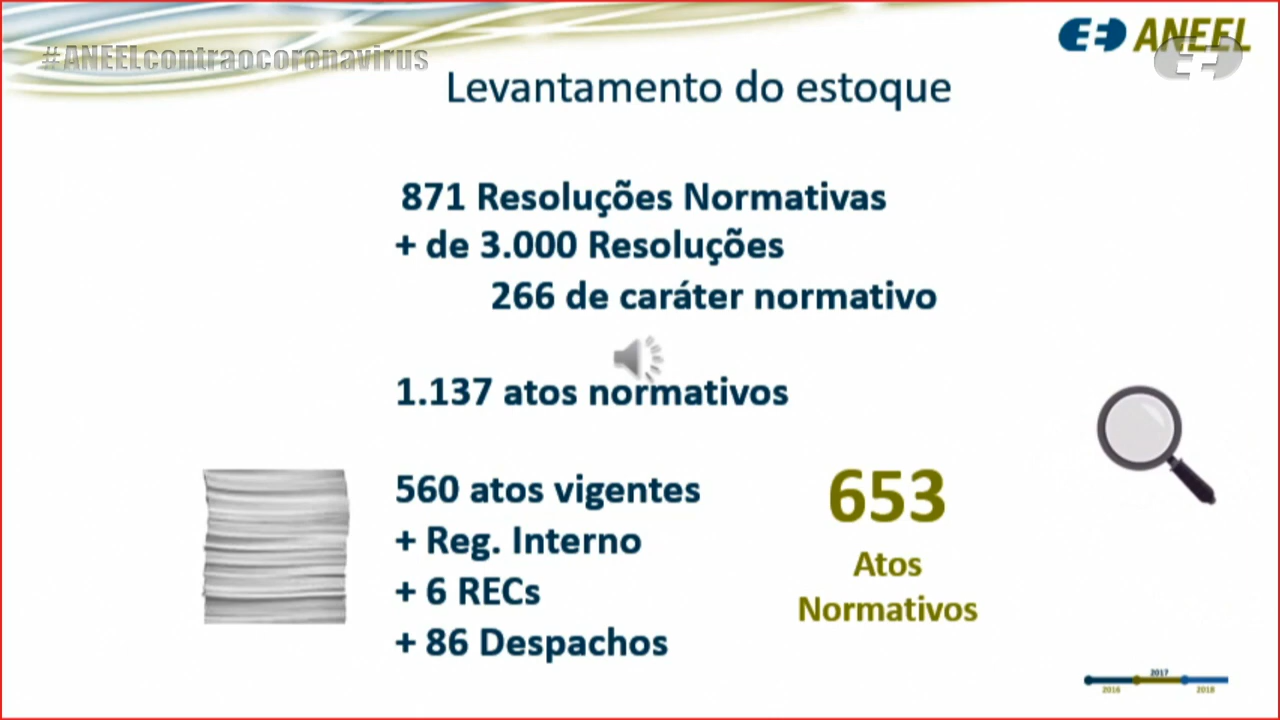 #ANEELcontraocoronavirus
ANEEL
Levantamento do estoque
871 Resoluções Normativas
+ de 3.000 Resoluções
266 de caráter normativo
1.137 atos normativos
560 atos vigentes
+ Reg. Interno
+ 6 RECs
+ 86 Despachos
653
Atos
Normativos
2017
2016
2018